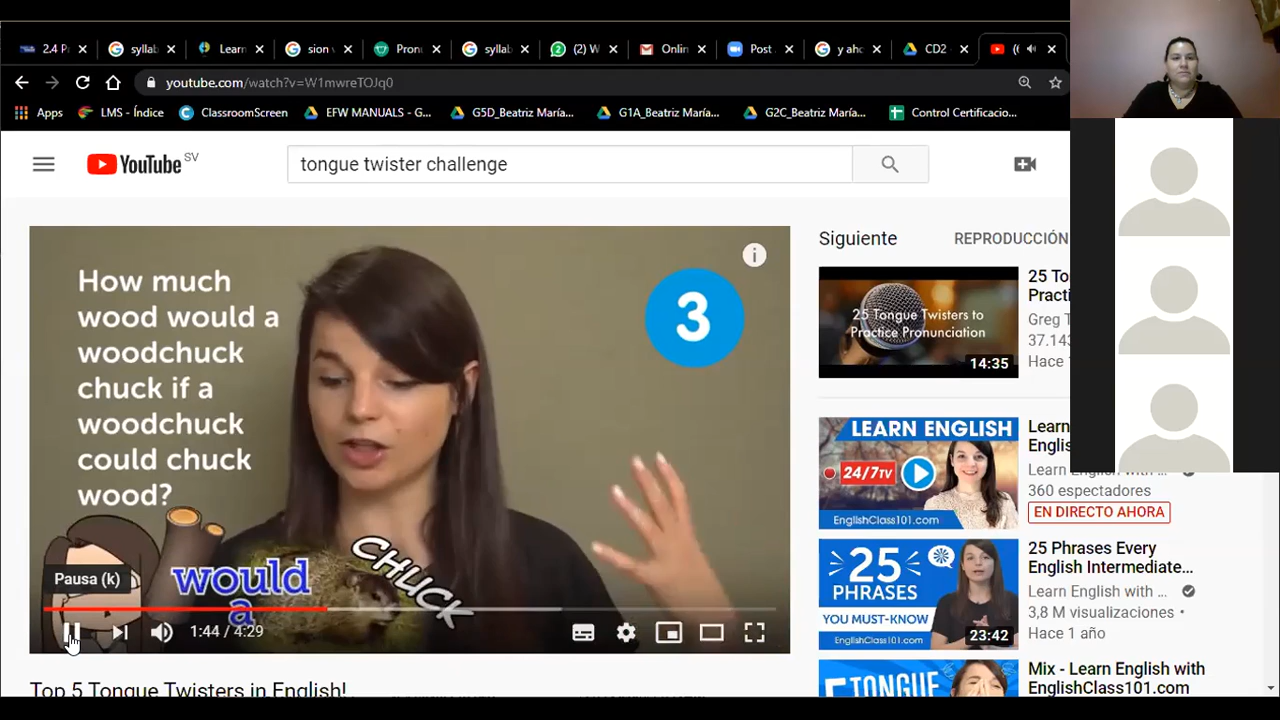 2.4 P
syllab
Learn
sion v
Pron
syllab
(2) W
Onlin
Post
y aho
CD2
youtube.com/watch?v=W1mwreTOJq0
Apps
LMS - Índice
ClassroomScreen
EFW MANUALS - G...
G5D_Beatriz María...
G1A_Beatriz María...
G2C_Beatriz María...
Control Certificacio...
YouTube SV
tongue twister challenge
How much
wood would a
woodchuck
chuck if a
woodchuck
could chuck
wood?
3
would
a
CHUCK
Pausa (k)
1:44 / 4:29
Top 5 Tongue Twisters in English!
Siguiente
REPRODUCCIÓN
25 Tongue Twisters to
Practice Pronunciation
14:35
25 To
Practi
Greg T
37.143
Hace 1
LEARN ENGLISH
24/7TV
EnglishClass101.com
Learn
Englis
Learn English with ...
360 espectadores
EN DIRECTO AHORA
25
PHRASES
YOU MUST-KNOW
EnglishClass101.com
23:42
25 Phrases Every
English Intermediate...
Learn English with ...
3,8 M visualizaciones •
Hace 1 año
5 TONGUE
Mix - Learn English with
EnglishClass101.com